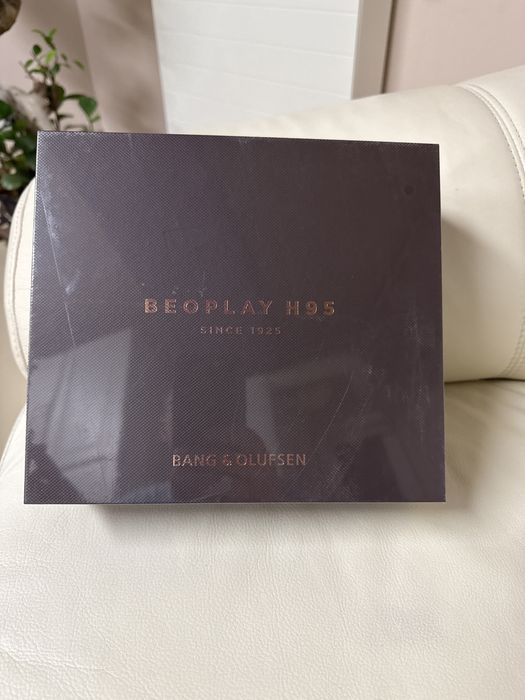 BEOPLAY H95
SINCE 1925
BANG & OLUFSEN